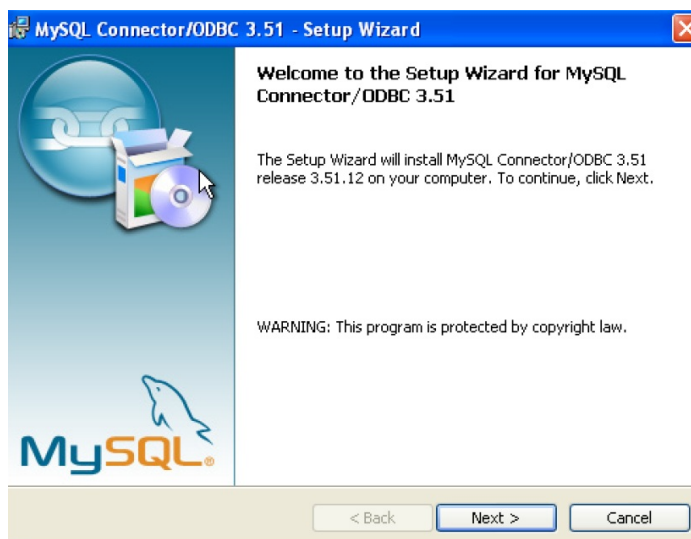 MySQL Connector/ODBC 3.51 - Setup Wizard
Welcome to the Setup Wizard for MySQL
Connector/ODBC 3.51
The Setup Wizard will install MySQL Connector/ODBC 3.51
release 3.51.12 on your computer. To continue, click Next.
WARNING: This program is protected by copyright law.
MySQL®
< Back
Next >
Cancel